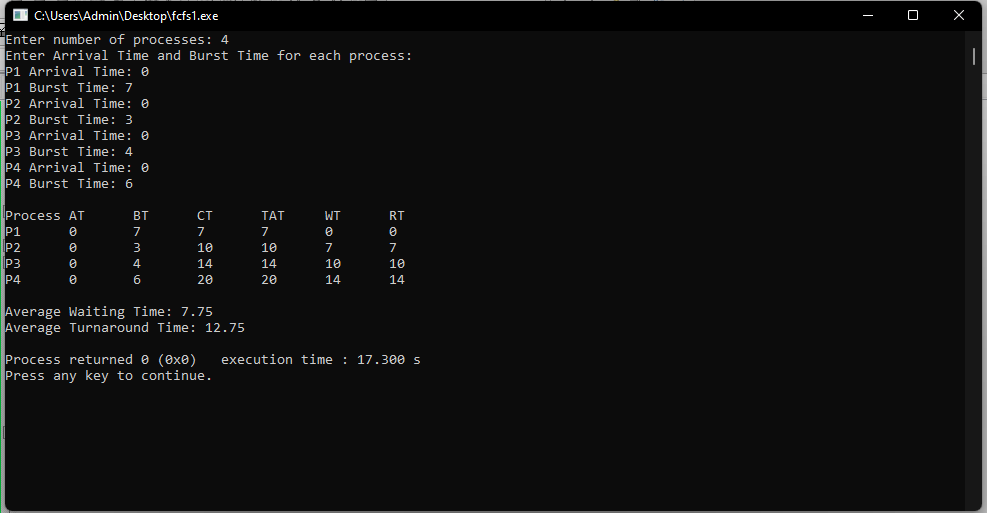 C:\Users\Admin\Desktop\fcfs1.exe
Enter number of processes: 4
Enter Arrival Time and Burst Time for each process:
P1 Arrival Time: 0
P1 Burst Time: 7
P2 Arrival Time: 0
P2 Burst Time: 3
P3 Arrival Time: 0
P3 Burst Time: 4
P4 Arrival Time: 0
P4 Burst Time: 6
Process AT      BT      CT      TAT     WT      RT
P1      0       7       7       7       0       0
P2      0       3       10      10      7       7
P3      0       4       14      14      10      10
P4      0       6       20      20      14      14
Average Waiting Time: 7.75
Average Turnaround Time: 12.75
Process returned 0 (0x0)   execution time : 17.300 s
Press any key to continue.